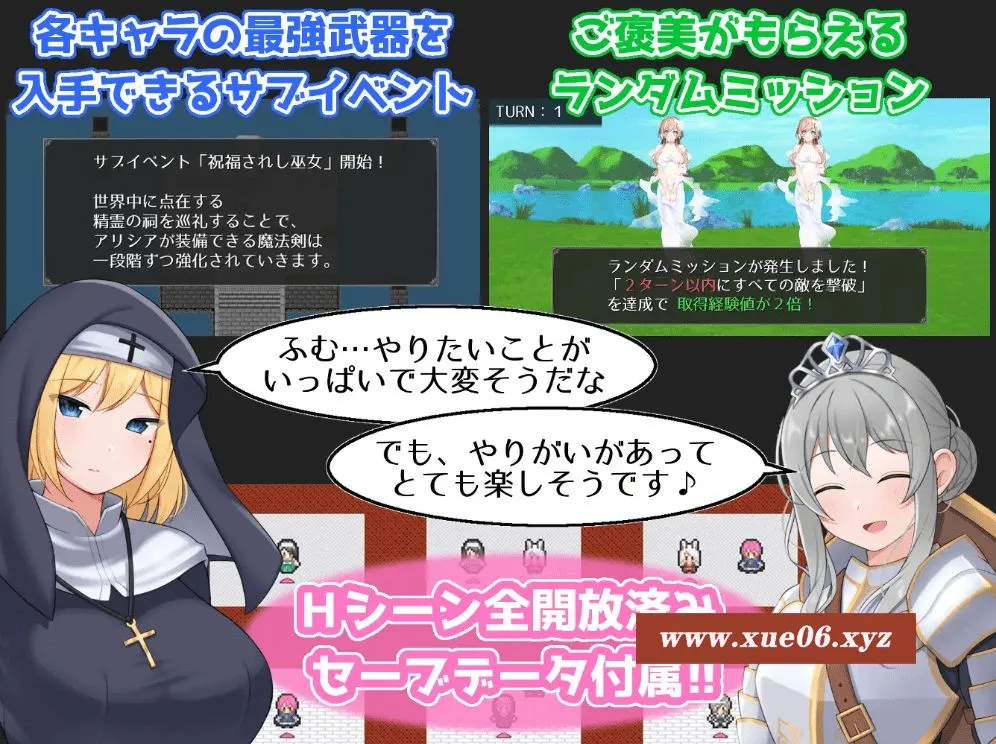 各キャラの最強武器を
入手できるサブイベント
ご褒美がもらえる
ランダムミッション
サブイベント「祝福されし巫女」開始！
世界中に点在する
精霊の祠を巡礼することで、
アリシアが装備できる魔法剣は
一段階ずつ強化されていきます。
TURN：1
ランダムミッションが発生しました！
「２ターン以内にすべての敵を撃破」
を達成で 取得経験値が２倍！
ふむ…やりたいことが
いっぱいで大変そうだな
でも、やりがいがあって
とても楽しそうです♪
Hシーン全開放済み
セーブデータ付属!!
www.xue06.xyz